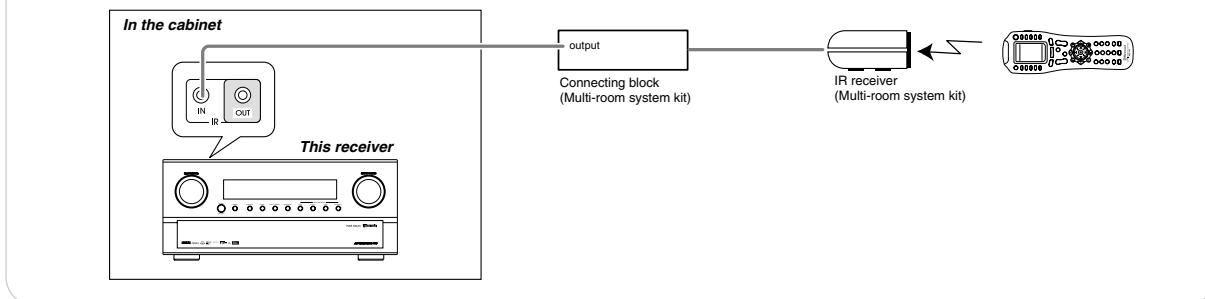 In the cabinet
output
Connecting block
(Multi-room system kit)
IR receiver
(Multi-room system kit)
IN
OUT
IR
This receiver